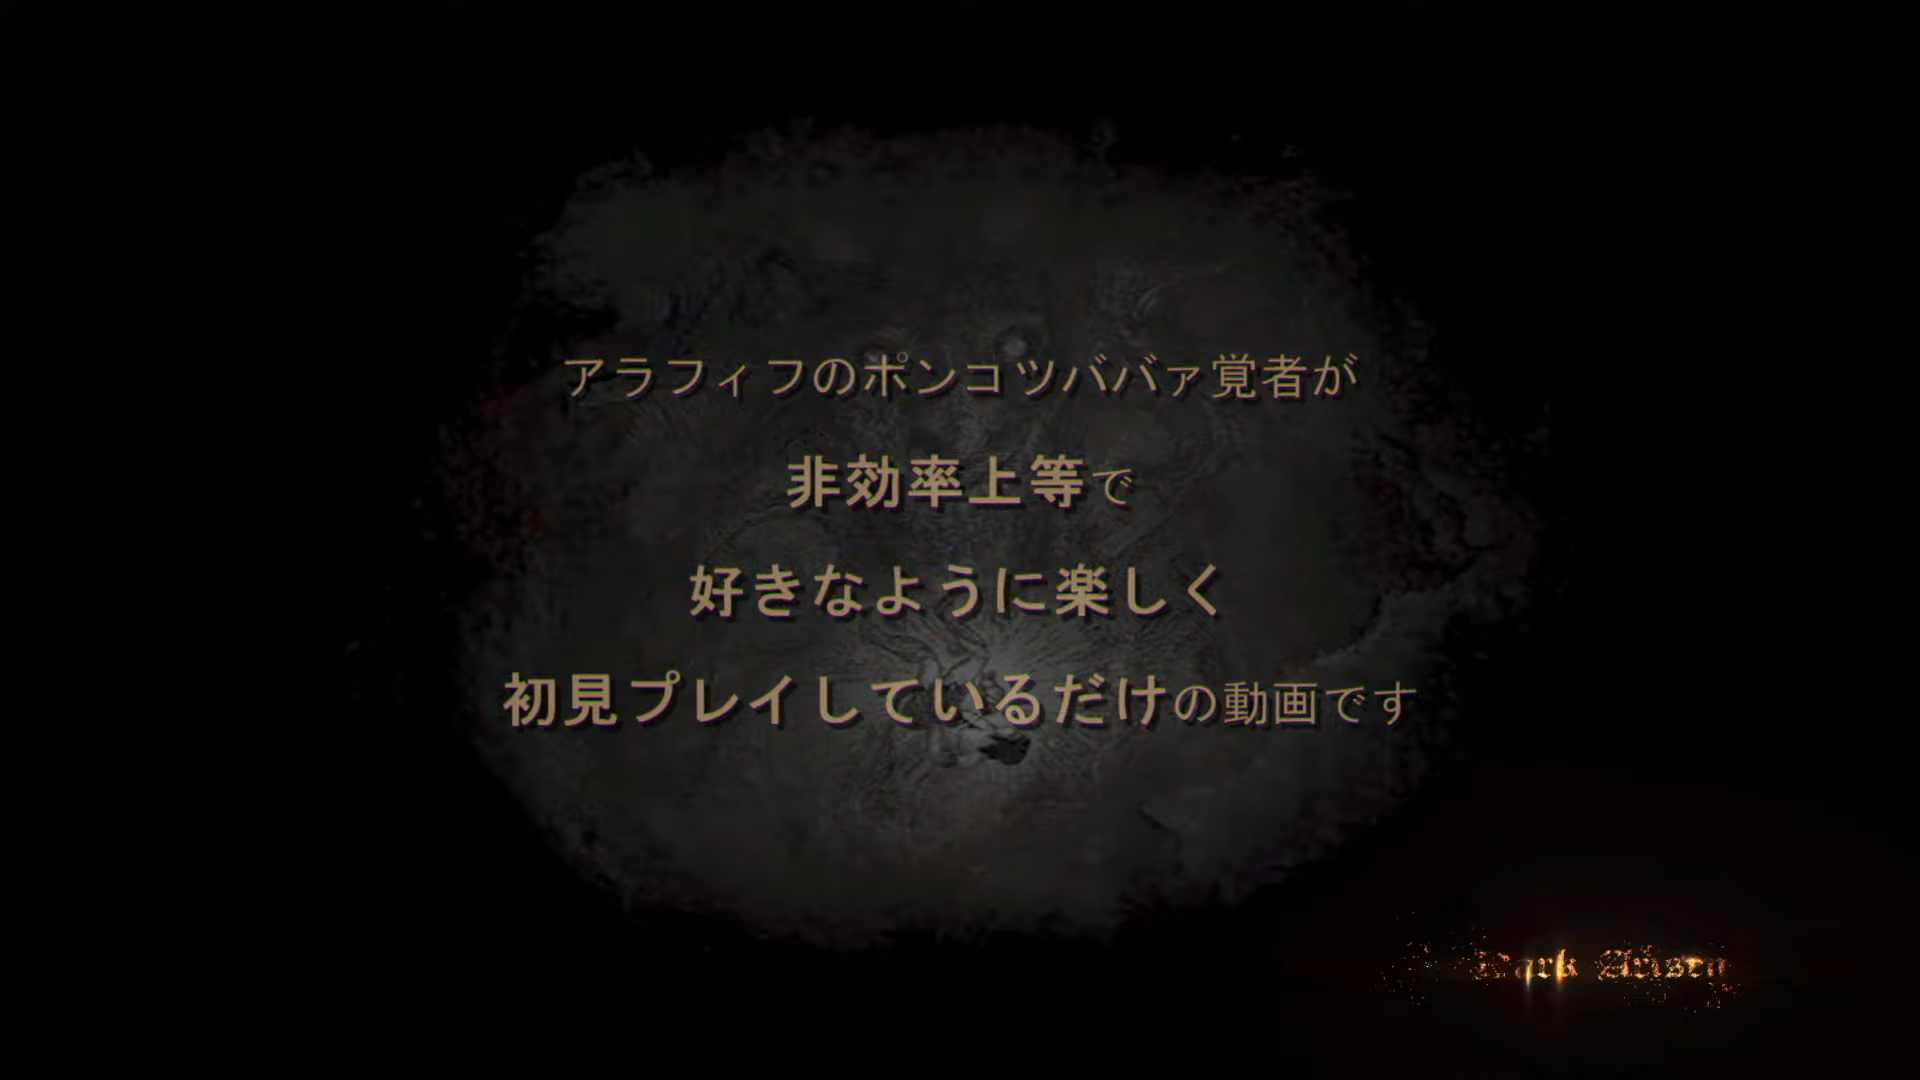 アラフィフのポンコツババァ覚者が
非効率上等で
好きなように楽しく
初見プレイしているだけの動画です
Dark Arisen